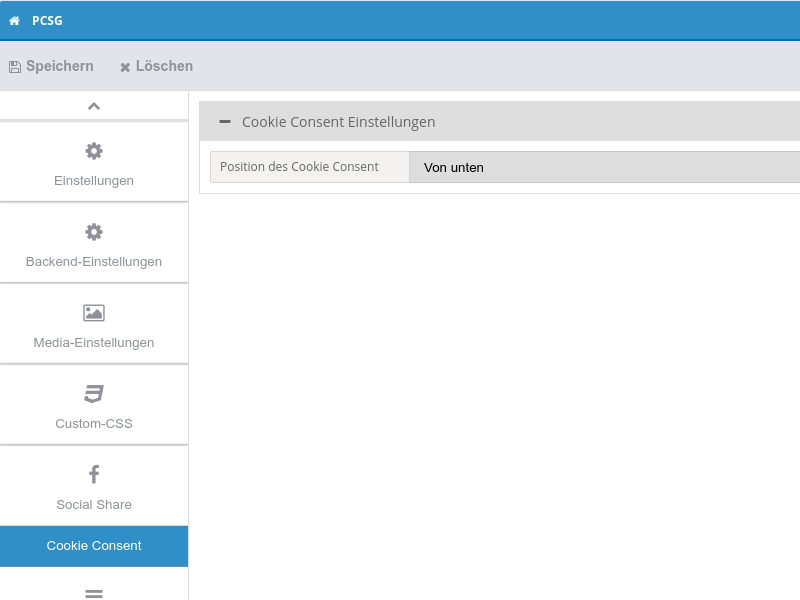 PCSG
Speichern Löschen
Cookie Consent Einstellungen
Position des Cookie Consent Von unten
Einstellungen
Backend-Einstellungen
Media-Einstellungen
Custom-CSS
Social Share
Cookie Consent